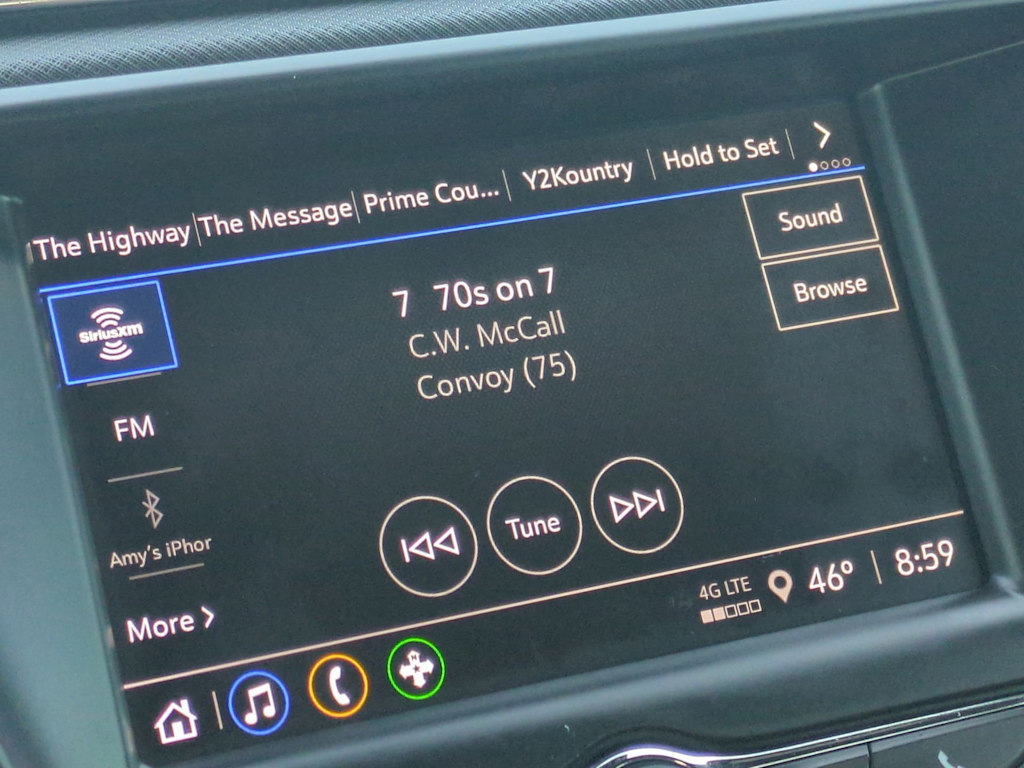 The Highway
The Message
Prime Cou...
Y2Kountry
Hold to Set
Sound
Browse
SiriusXM
7 70s on 7
C.W. McCall
Convoy (75)
FM
Amy's iPhor
More
Tune
4G LTE
46°
8:59